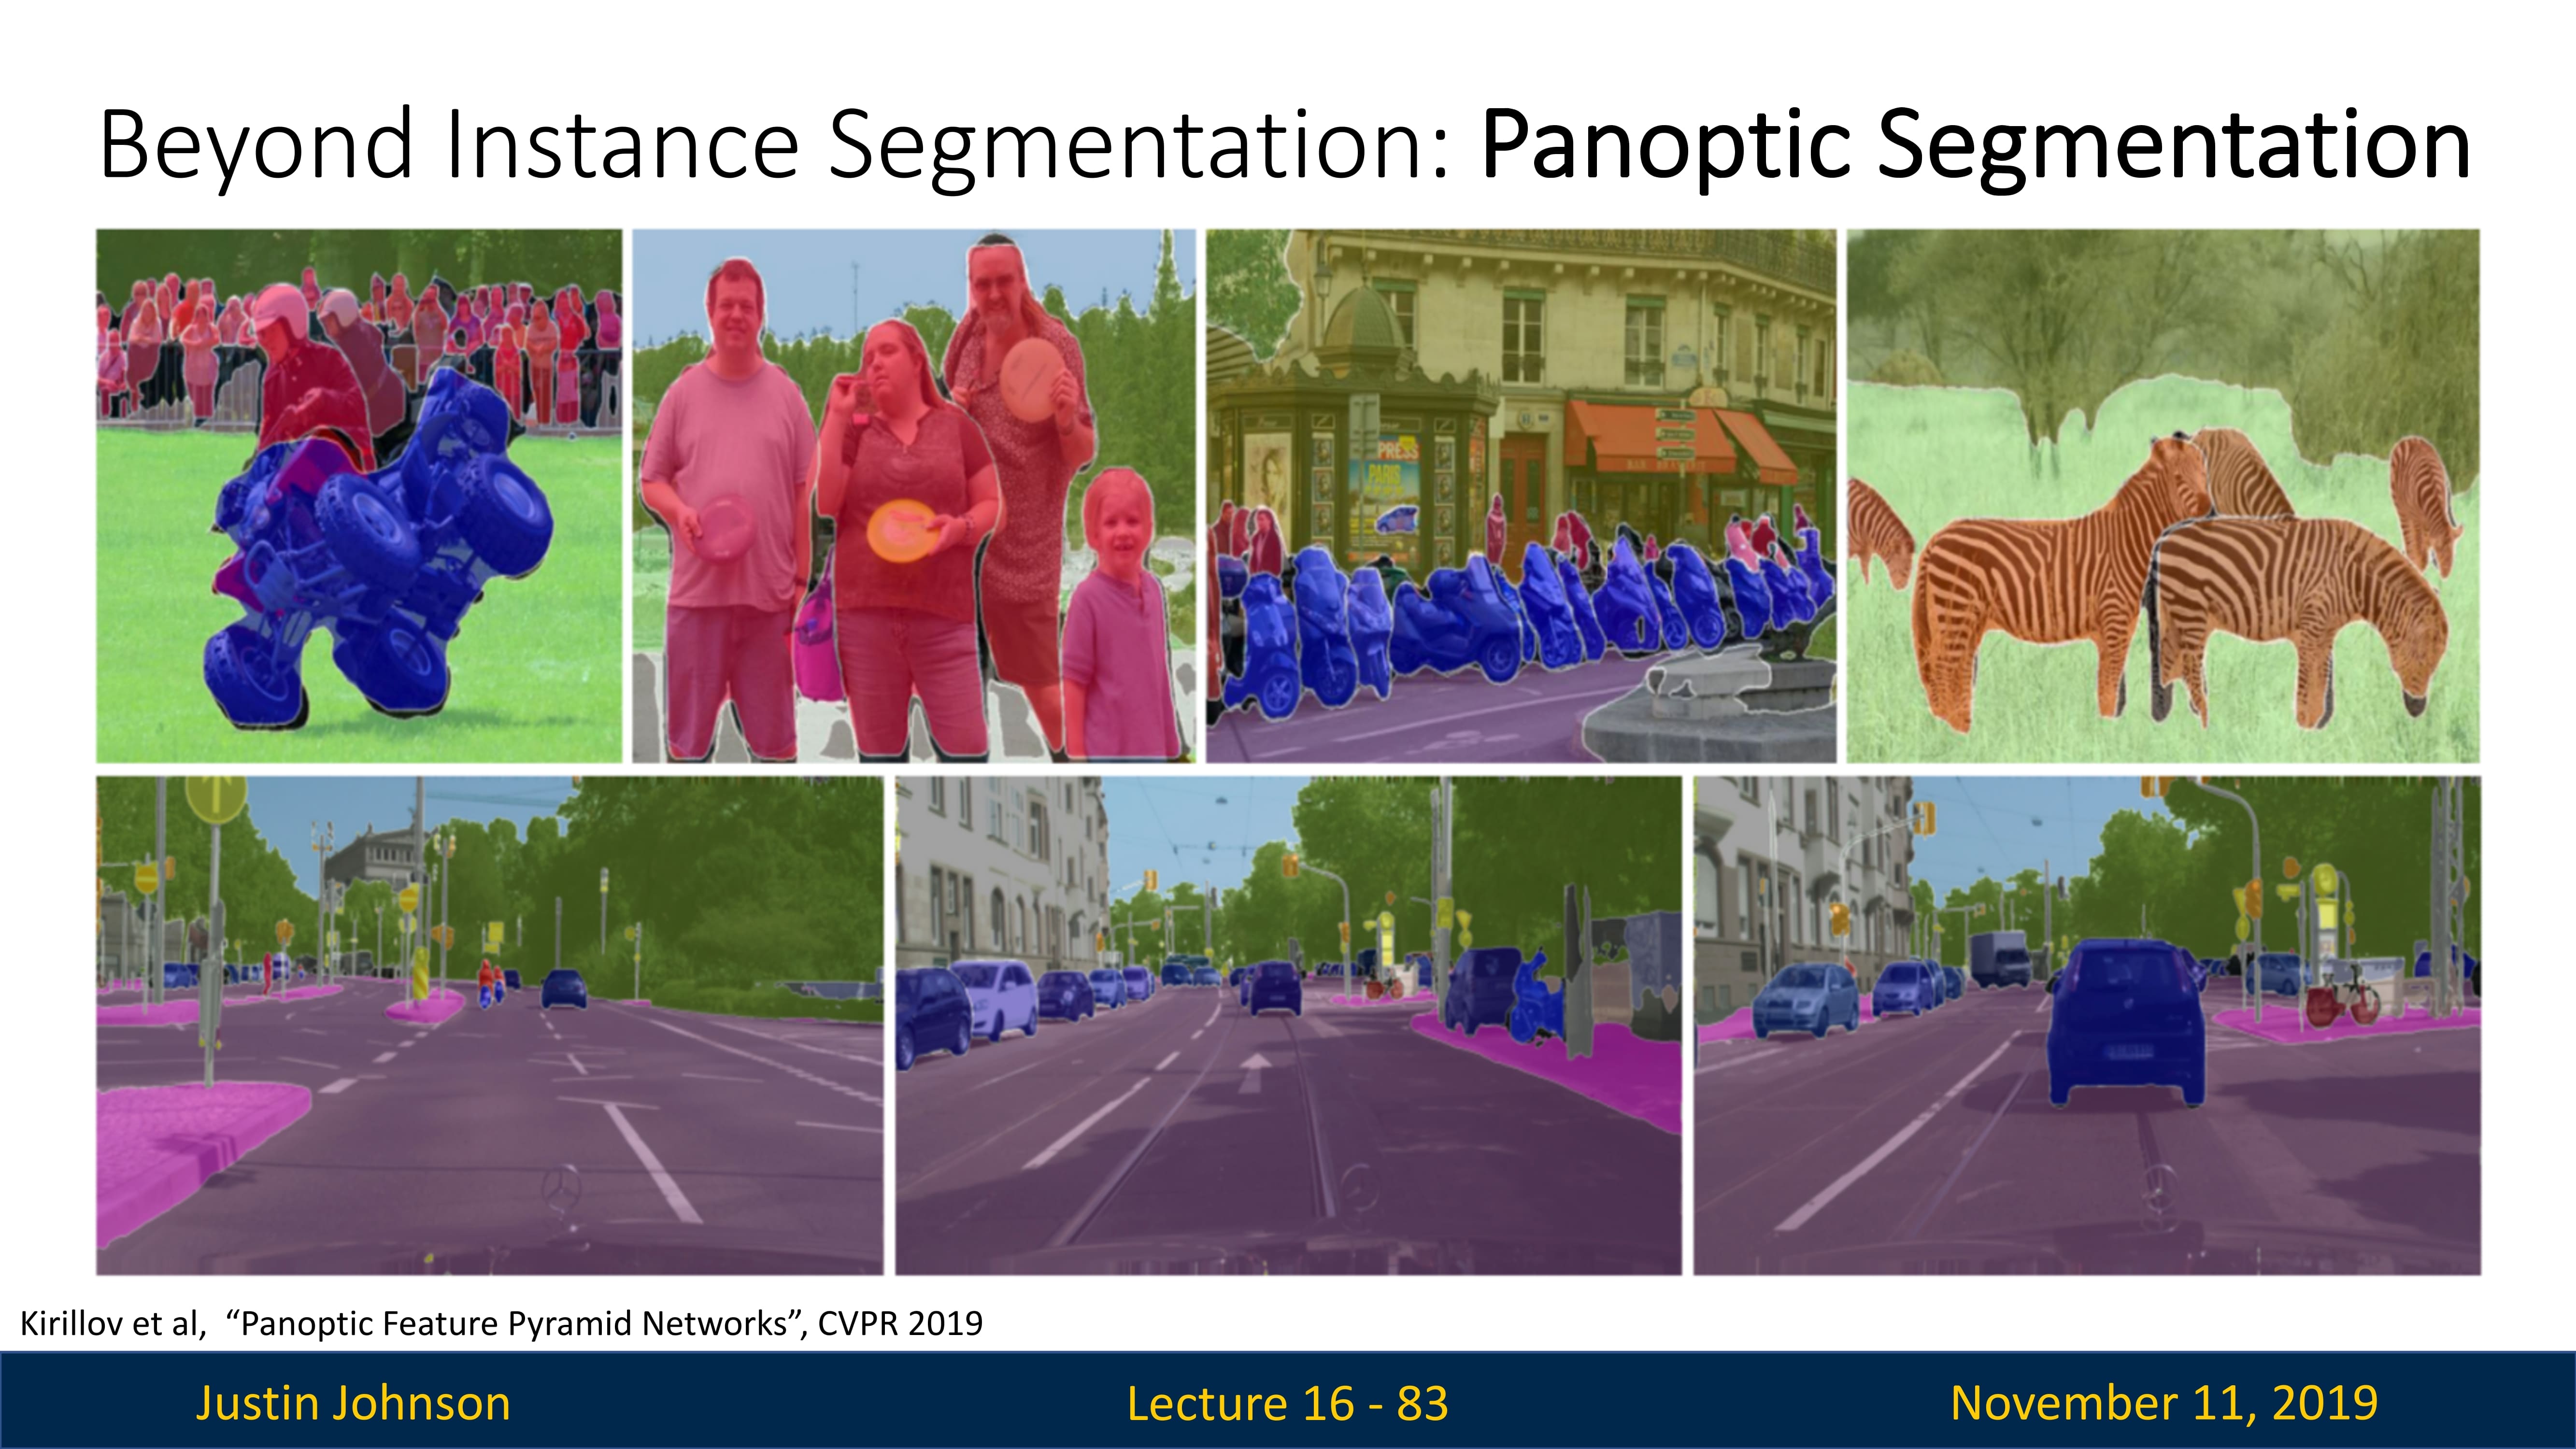 Beyond Instance Segmentation: Panoptic Segmentation
PRESS
PARIS
Kirillov et al, “Panoptic Feature Pyramid Networks”, CVPR 2019
Justin Johnson
Lecture 16 - 83
November 11, 2019